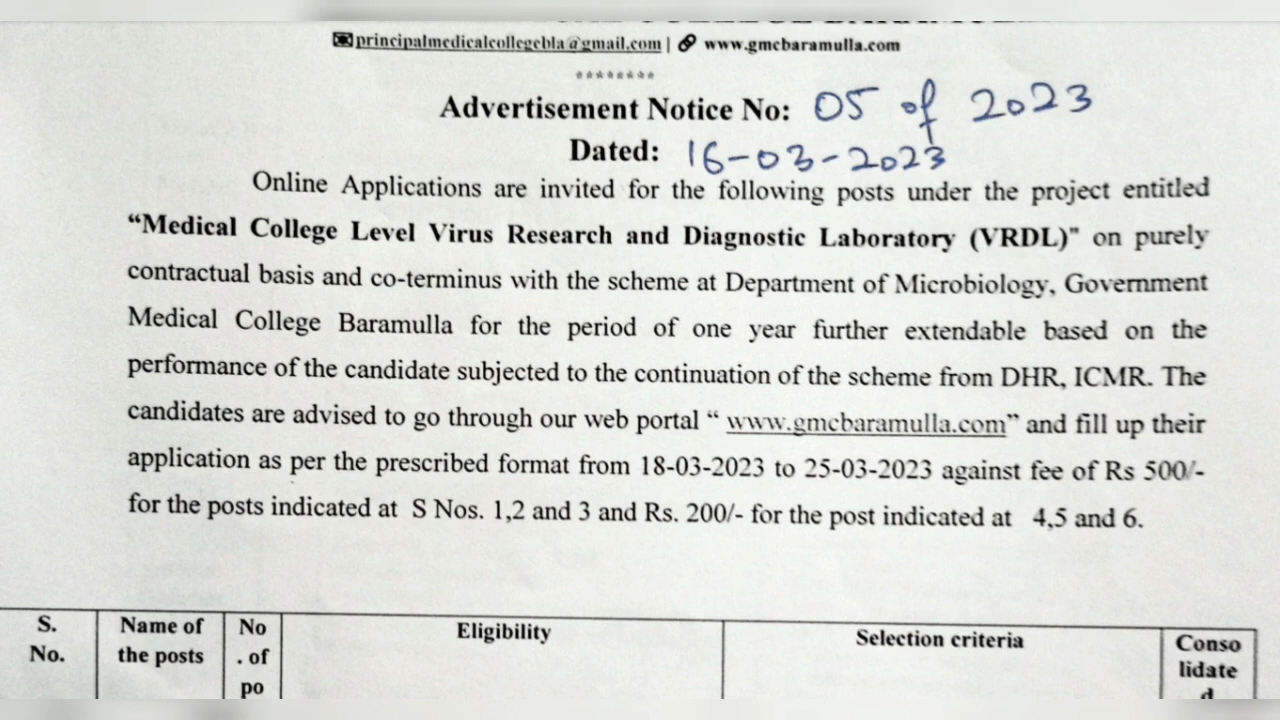 principalmedicalcollegebla@gmail.com | www.gmcbaramulla.com
********
Advertisement Notice No: 05 of 2023
Dated: 16-03-2023
Online Applications are invited for the following posts under the project entitled
“Medical College Level Virus Research and Diagnostic Laboratory (VRDL)" on purely
contractual basis and co-terminus with the scheme at Department of Microbiology, Government
Medical College Baramulla for the period of one year further extendable based on the
performance of the candidate subjected to the continuation of the scheme from DHR, ICMR. The
candidates are advised to go through our web portal “ www.gmcbaramulla.com” and fill up their
application as per the prescribed format from 18-03-2023 to 25-03-2023 against fee of Rs 500/-
for the posts indicated at S Nos. 1,2 and 3 and Rs. 200/- for the post indicated at 4,5 and 6.
S.
No.
Name of
the posts
No
. of
po
Eligibility
Selection criteria
Conso
lidate
d